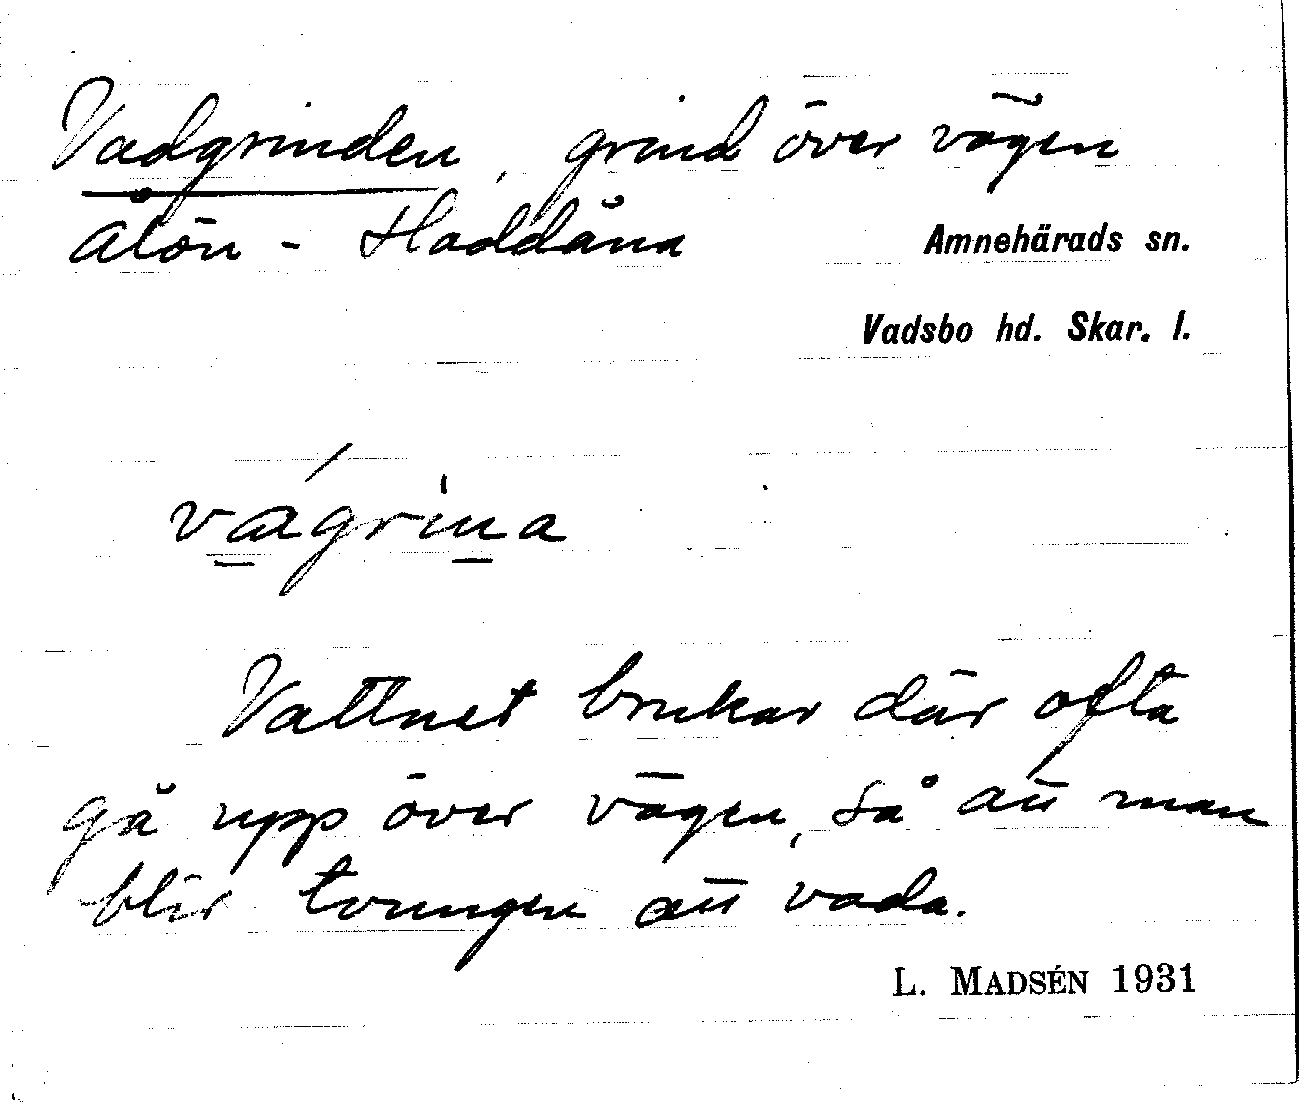 Vadgrinden, grind över vägen
Ålön - Haddåna
Amnehärads sn.
Vadsbo hd. Skar. l.
vágrina
Vattnet brukar där ofta
gå upp över vägen, så att man
blir tvungen att vada.
L. MADSÉN 1931